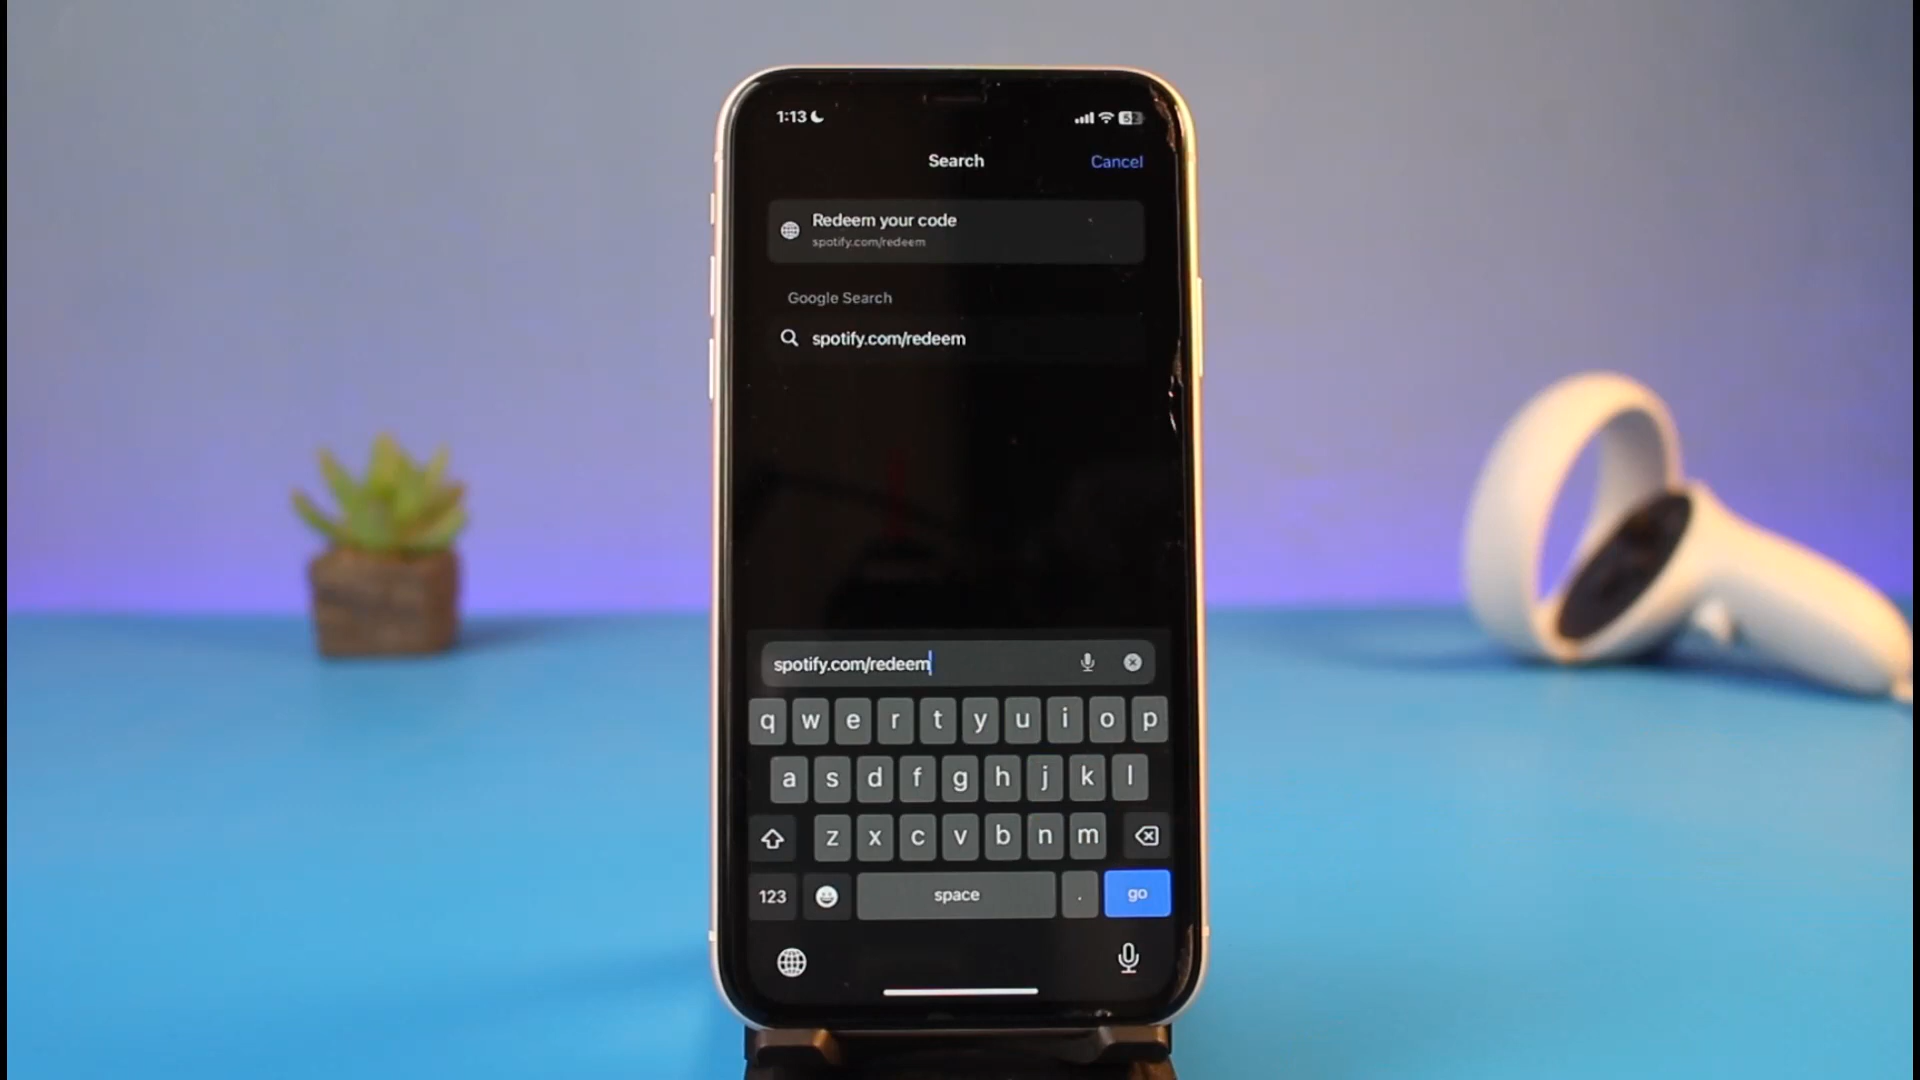 1:13
Search
Cancel
Redeem your code
spotify.com/redeem
Google Search
spotify.com/redeem
spotify.com/redeem
q w e r t y u i o p
a s d f g h j k l
z x c v b n m
123
space
.
go